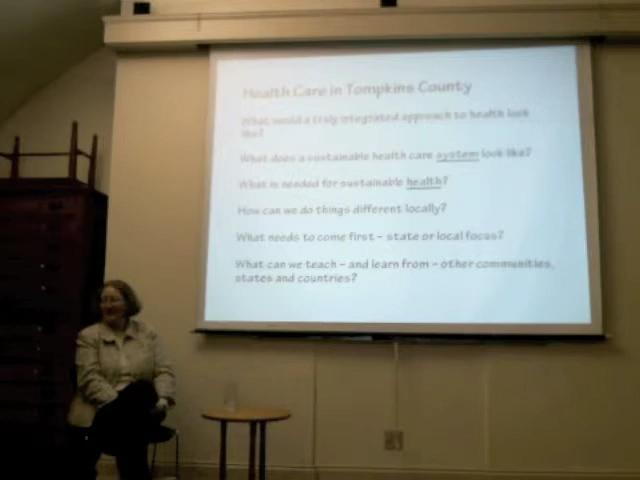 Health Care in Tompkins County
What would a truly integrated approach to health look
like?
What does a sustainable health care system look like?
What is needed for sustainable health?
How can we do things different locally?
What needs to come first - state or local focus?
What can we teach - and learn from - other communities,
states and countries?